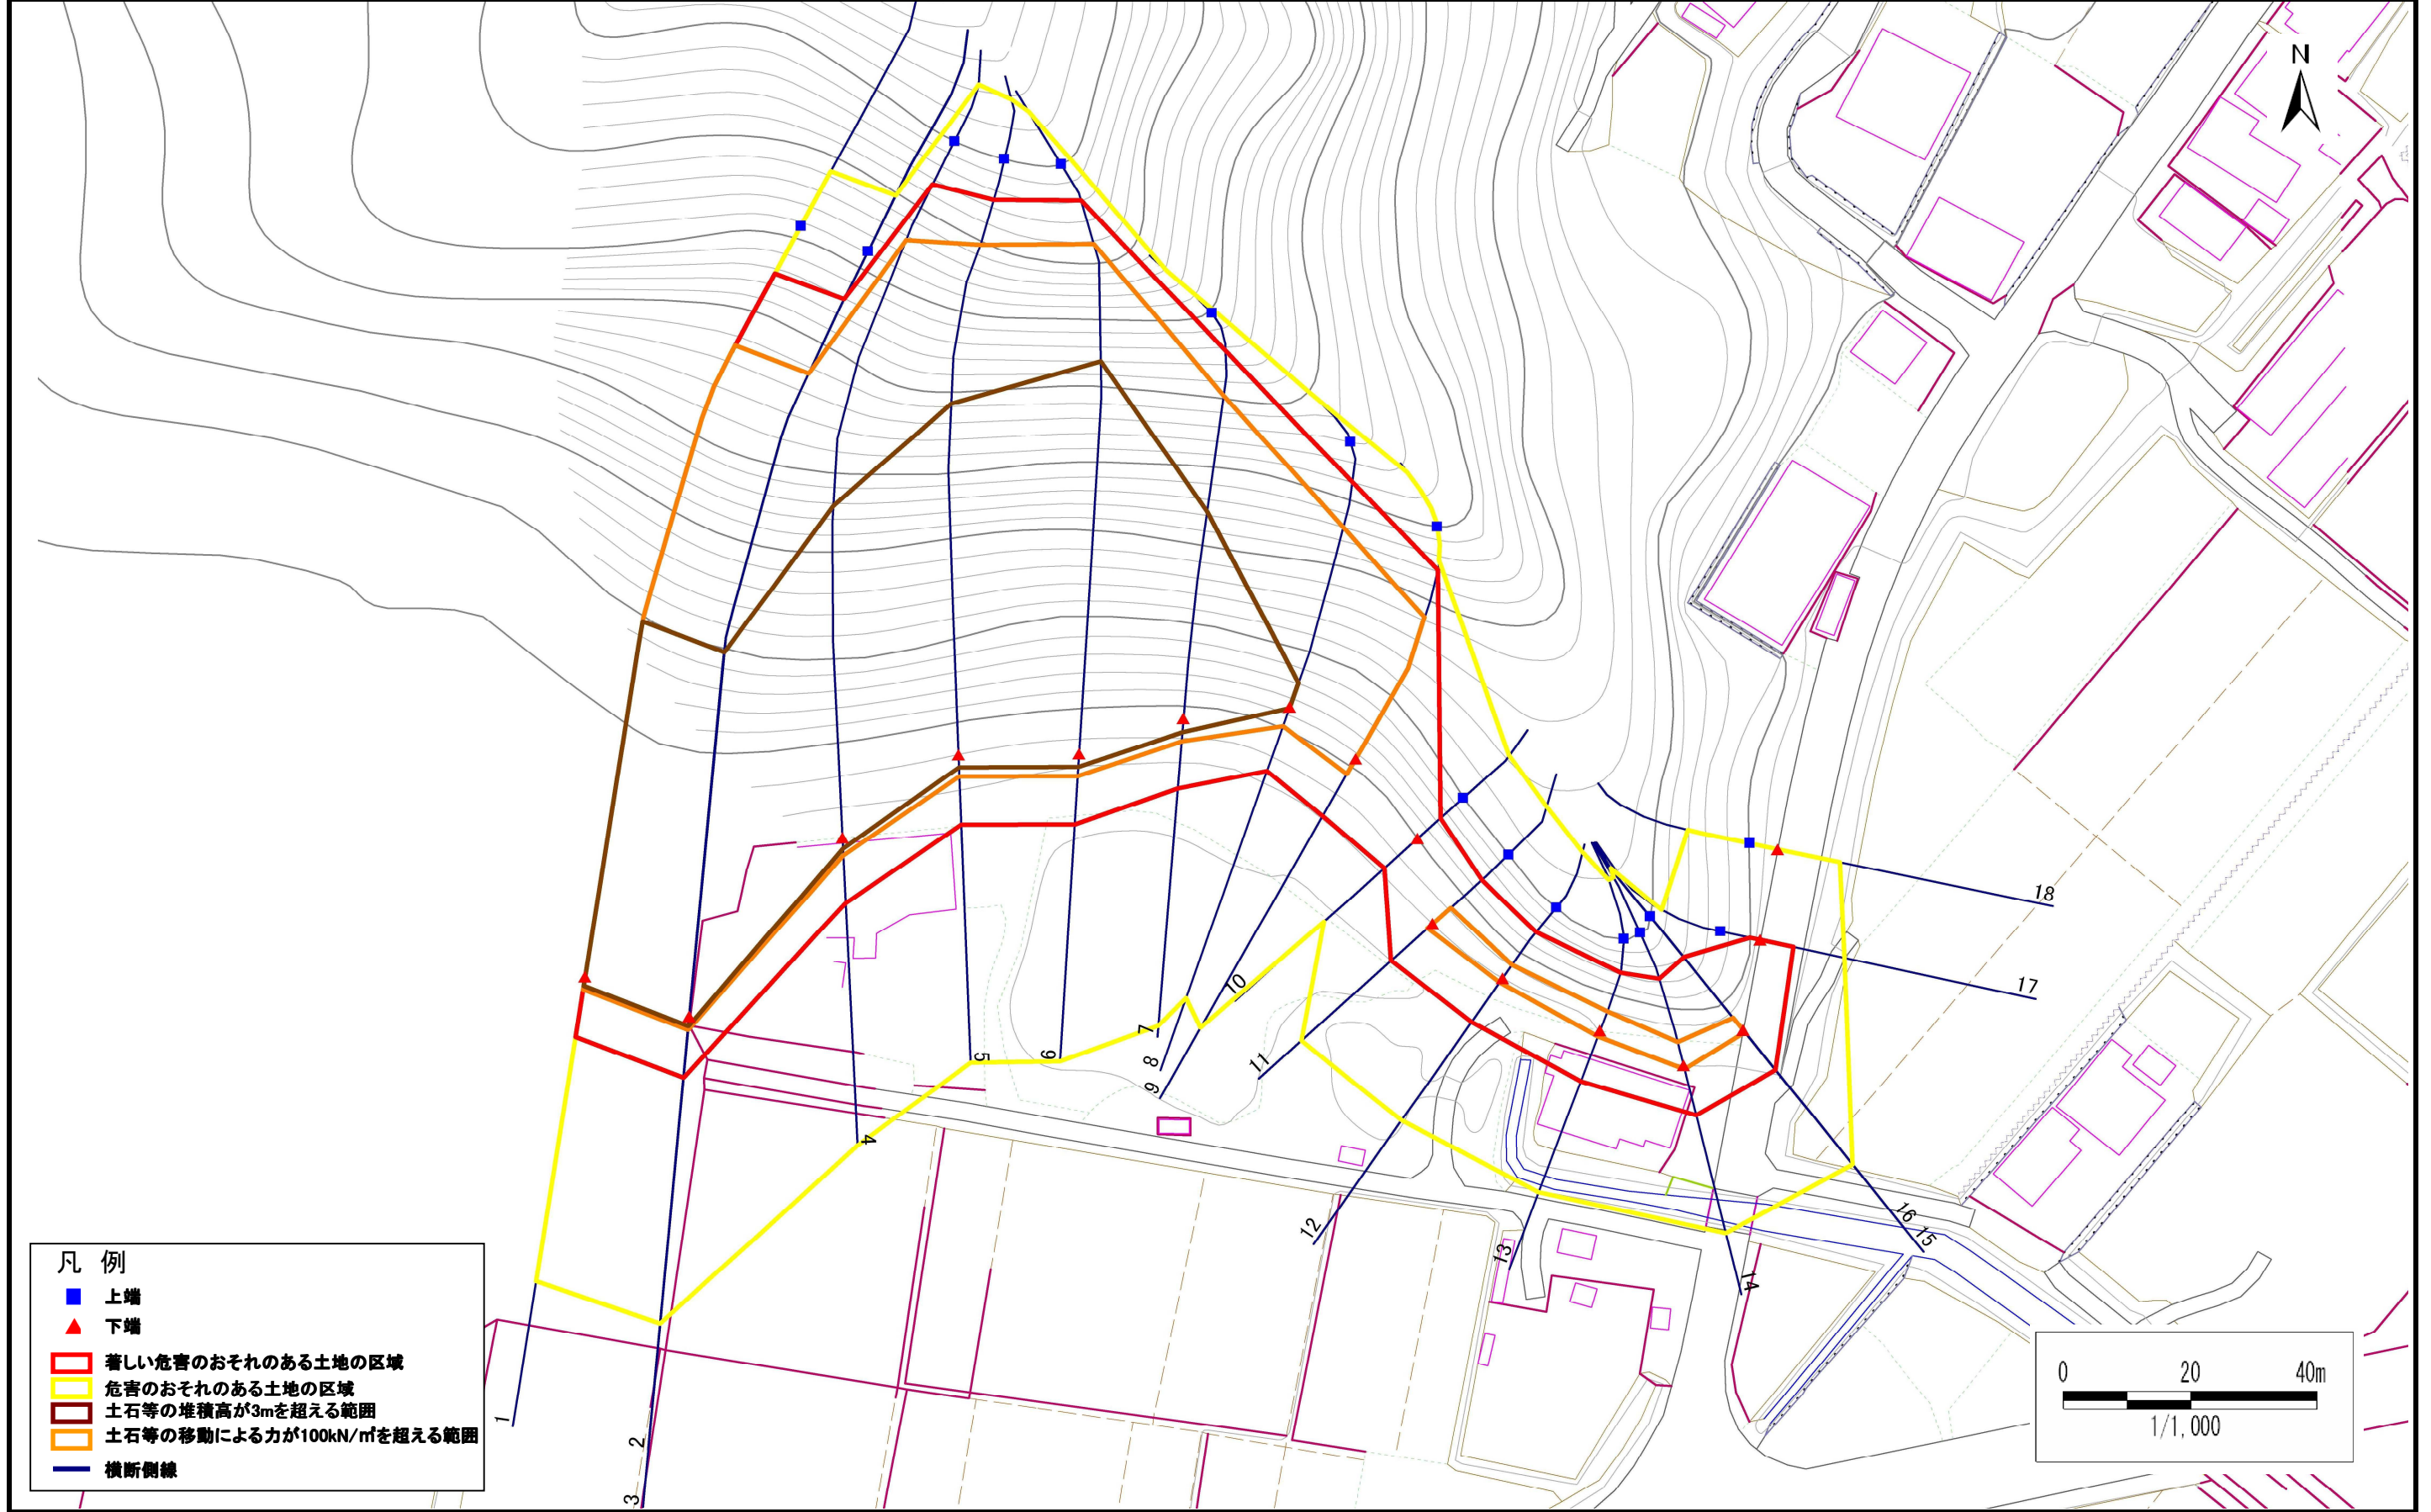 N
18
17
10
11
7
8
9
5
6
4
12
13
14
16
15
1
2
3
凡 例
上端
下端
著しい危害のおそれのある土地の区域
危害のおそれのある土地の区域
土石等の堆積高が3mを超える範囲
土石等の移動による力が100kN/㎡を超える範囲
横断側線
0 20 40m
1/1,000